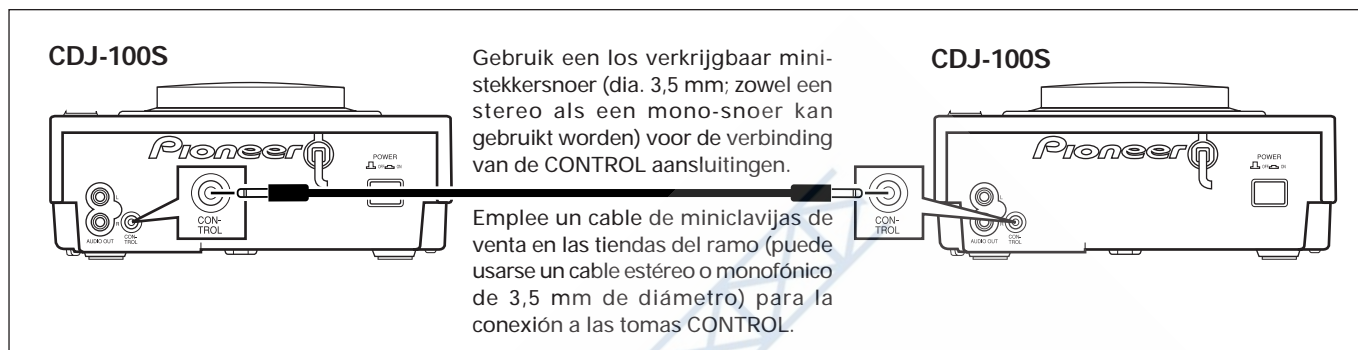 CDJ-100S
Gebruik een los verkrijgbaar mini-
stekkersnoer (dia. 3,5 mm; zowel een
stereo als een mono-snoer kan
gebruikt worden) voor de verbinding
van de CONTROL aansluitingen.
Emplee un cable de miniclavijas de
venta en las tiendas del ramo (puede
usarse un cable estéreo o monofónico
de 3,5 mm de diámetro) para la
conexión a las tomas CONTROL.
CDJ-100S
Pioneer
POWER
OFF ON
L
R
AUDIO OUT
CON-
TROL
CON-
TROL
Pioneer
POWER
OFF ON
L
R
AUDIO OUT
CON-
TROL
CON-
TROL